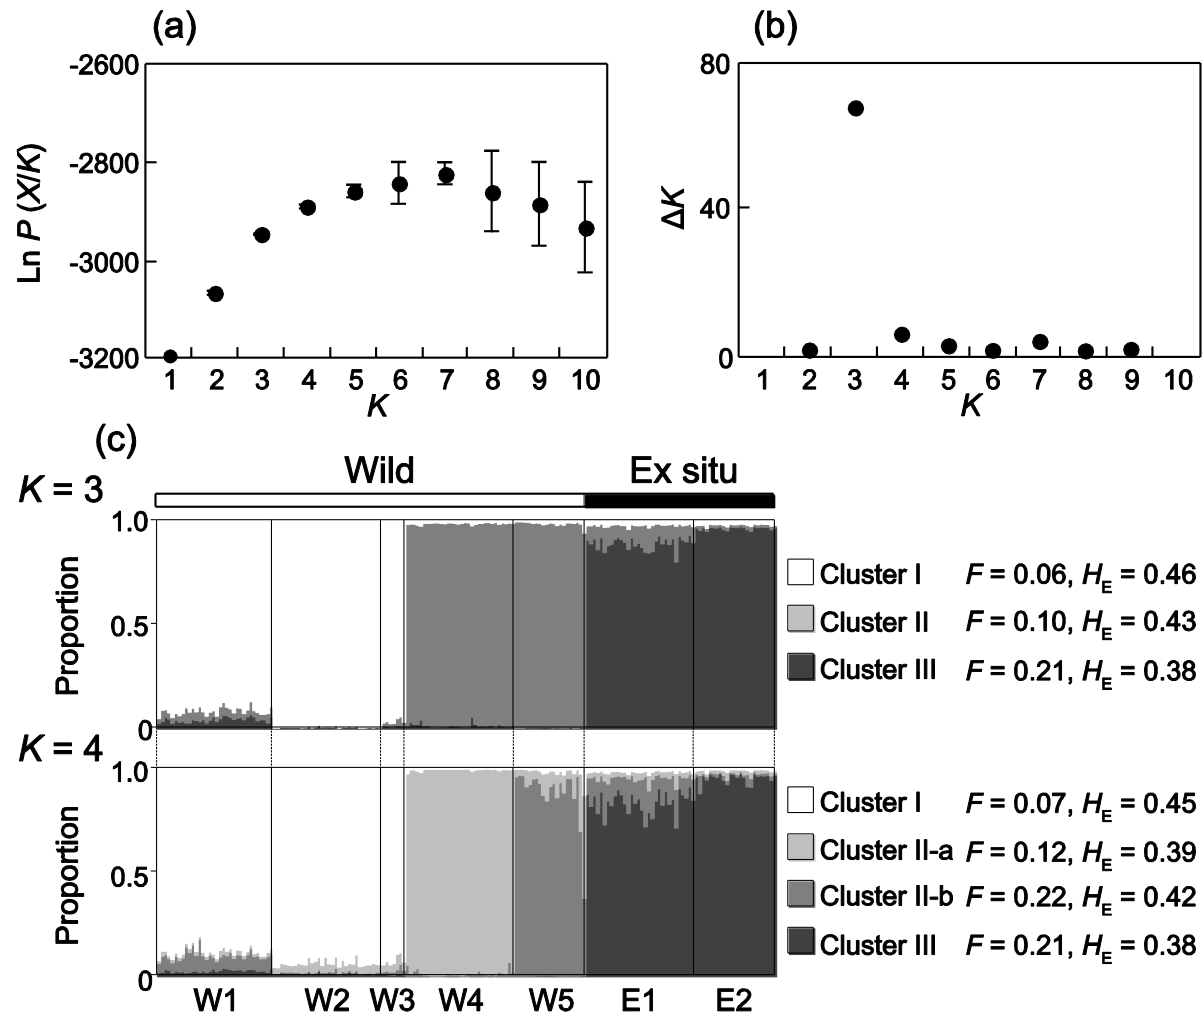 (a)
-2600
-2800
-3000
-3200
Ln P (X/K)
1 2 3 4 5 6 7 8 9 10
K
(b)
80
40
0
ΔK
1 2 3 4 5 6 7 8 9 10
K
(c)
Wild Ex situ
K = 3
1.0
0.5
0
Proportion
Cluster I F = 0.06, HE = 0.46
Cluster II F = 0.10, HE = 0.43
Cluster III F = 0.21, HE = 0.38
K = 4
1.0
0.5
0
Proportion
Cluster I F = 0.07, HE = 0.45
Cluster II-a F = 0.12, HE = 0.39
Cluster II-b F = 0.22, HE = 0.42
Cluster III F = 0.21, HE = 0.38
W1 W2 W3 W4 W5 E1 E2